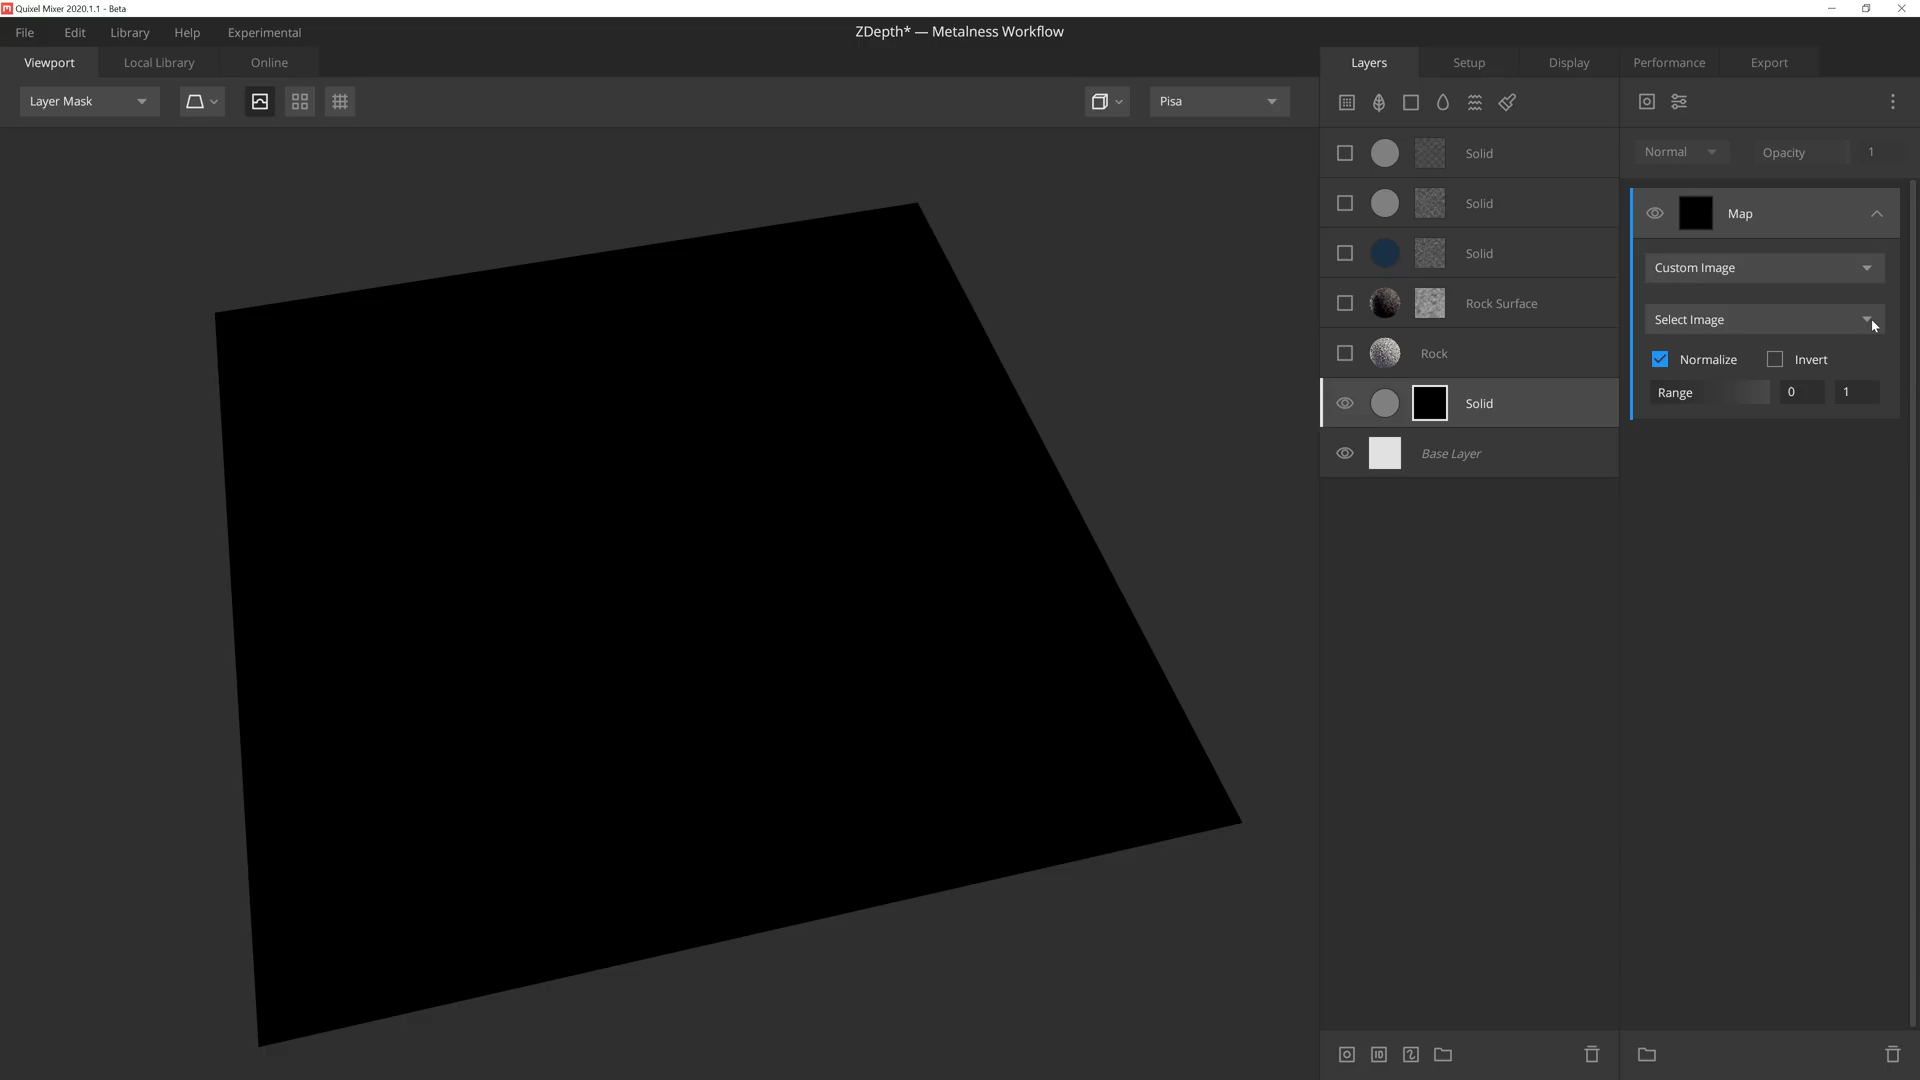 Quixel Mixer 2020.1.1 - Beta
File Edit Library Help Experimental
ZDepth* — Metalness Workflow
Viewport Local Library Online
Layers Setup Display Performance Export
Layer Mask
Pisa
Normal Opacity 1
Solid
Solid
Solid
Rock Surface
Rock
Solid
Base Layer
Map
Custom Image
Select Image
Normalize Invert
Range 0 1
ID